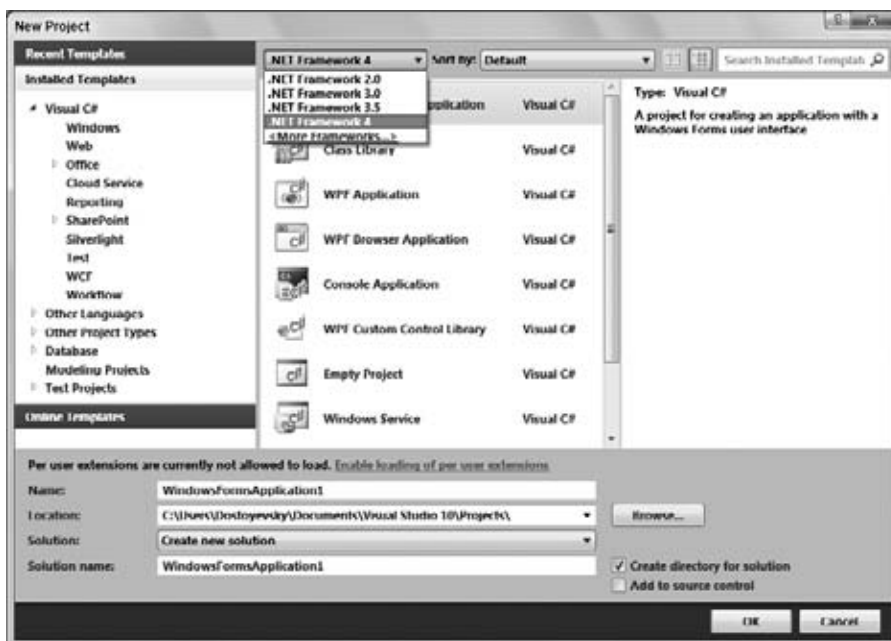 New Project
Recent Templates
Installed Templates
Visual C#
Windows
Web
Office
Cloud Service
Reporting
SharePoint
Silverlight
Test
WCF
Workflow
Other Languages
Other Project Types
Database
Modeling Projects
Test Projects
Online Templates
.NET Framework 4
Sort by: Default
Search Installed Templat
.NET Framework 2.0
.NET Framework 3.0
.NET Framework 3.5
.NET Framework 4
<More Frameworks...>
Application Visual C#
Class Library Visual C#
WPF Application Visual C#
WPF Browser Application Visual C#
Console Application Visual C#
WPF Custom Control Library Visual C#
Empty Project Visual C#
Windows Service Visual C#
Type: Visual C#
A project for creating an application with a
Windows Forms user interface
Per user extensions are currently not allowed to load. Enable loading of per user extensions
Name: WindowsFormsApplication1
Location: C:\Users\Dostoyevsky\Documents\Visual Studio 10\Projects\
Browse...
Solution: Create new solution
Solution name: WindowsFormsApplication1
Create directory for solution
Add to source control
OK
Cancel